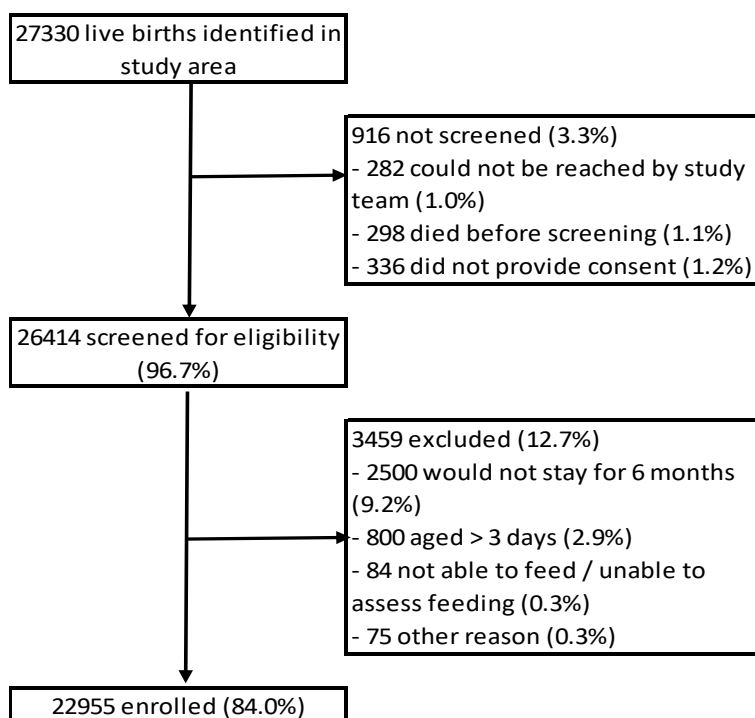 27330 live births identified in
study area
916 not screened (3.3%)
- 282 could not be reached by study
team (1.0%)
- 298 died before screening (1.1%)
- 336 did not provide consent (1.2%)
26414 screened for eligibility
(96.7%)
3459 excluded (12.7%)
- 2500 would not stay for 6 months
(9.2%)
- 800 aged > 3 days (2.9%)
- 84 not able to feed / unable to
assess feeding (0.3%)
- 75 other reason (0.3%)
22955 enrolled (84.0%)